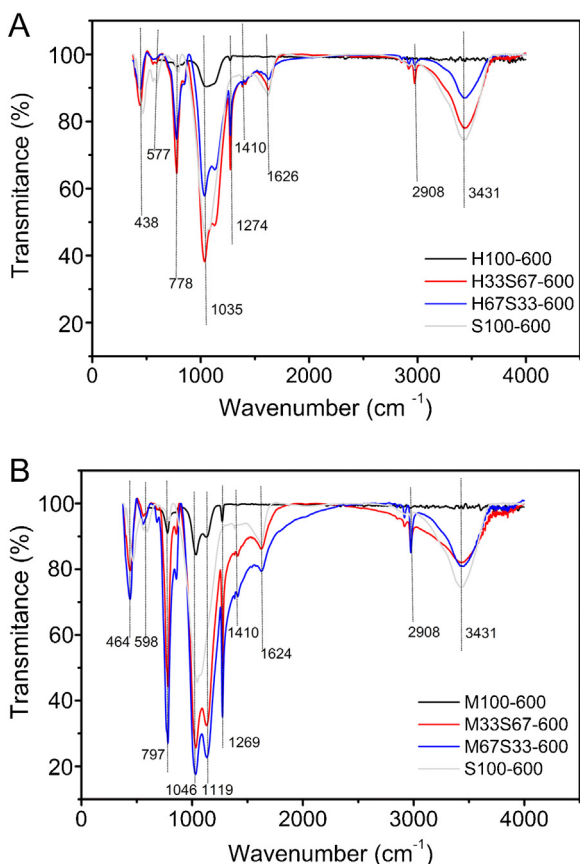 A
100
80
60
40
20
Transmitance (%)
438
577
778
1035
1274
1410
1626
2908
3431
H100-600
H33S67-600
H67S33-600
S100-600
0
1000
2000
3000
4000
Wavenumber (cm⁻¹)
B
100
80
60
40
20
Transmitance (%)
464
598
797
1046
1119
1269
1410
1624
2908
3431
M100-600
M33S67-600
M67S33-600
S100-600
0
1000
2000
3000
4000
Wavenumber (cm⁻¹)